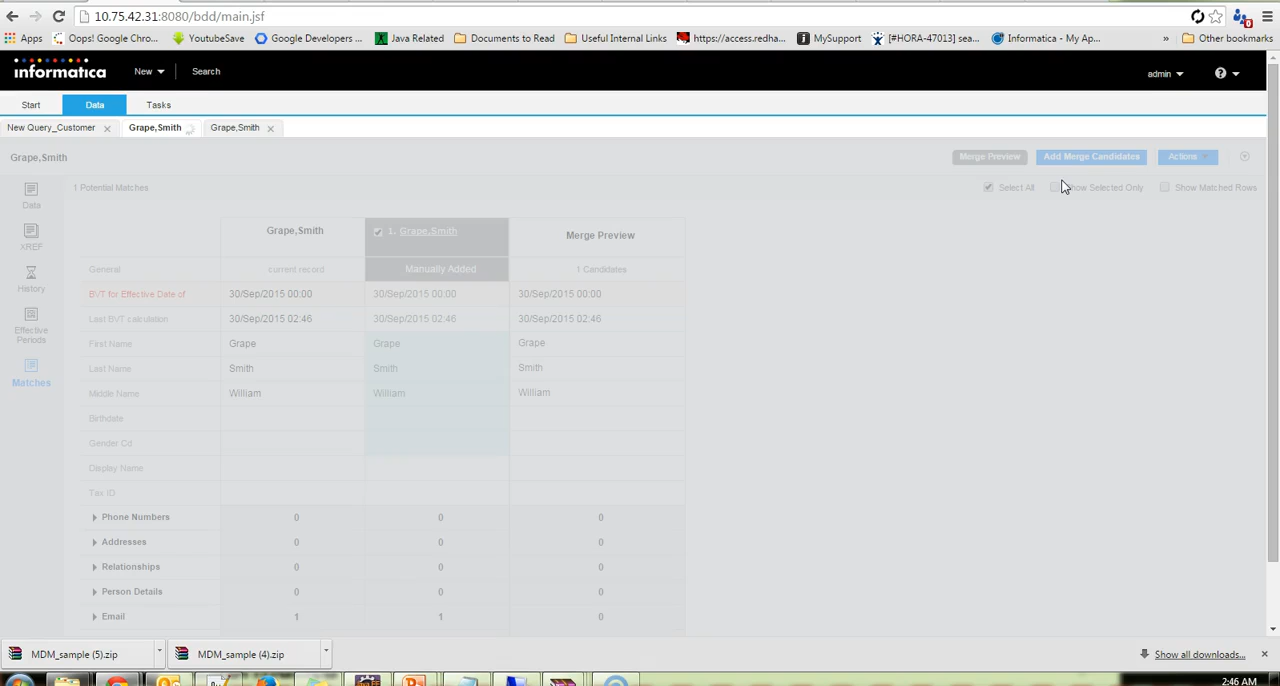 10.75.42.31:8080/bdd/main.jsf
Apps Oops! Google Chro... YouTubeSave Google Developers ... Java Related Documents to Read Useful Internal Links https://access.redha... MySupport [#HORA-47013] sea... Informatica - My Ap... » Other bookmarks
informatica New Search admin ?
Start Data Tasks
New Query_Customer Grape,Smith Grape,Smith
Grape,Smith Merge Preview Add Merge Candidates Actions
1 Potential Matches Select All Show Selected Only Show Matched Rows
Data
XREF
History
Effective Periods
Matches
Grape,Smith 1. Grape,Smith Merge Preview
General current record Manually Added 1 Candidates
BVT for Effective Date of 30/Sep/2015 00:00 30/Sep/2015 00:00 30/Sep/2015 00:00
Last BVT calculation 30/Sep/2015 02:46 30/Sep/2015 02:46 30/Sep/2015 02:46
First Name Grape Grape Grape
Last Name Smith Smith Smith
Middle Name William William William
Birthdate
Gender Cd
Display Name
Tax ID
Phone Numbers 0 0 0
Addresses 0 0 0
Relationships 0 0 0
Person Details 0 0 0
Email 1 1 0
MDM_sample (5).zip MDM_sample (4).zip Show all downloads...
2:46 AM